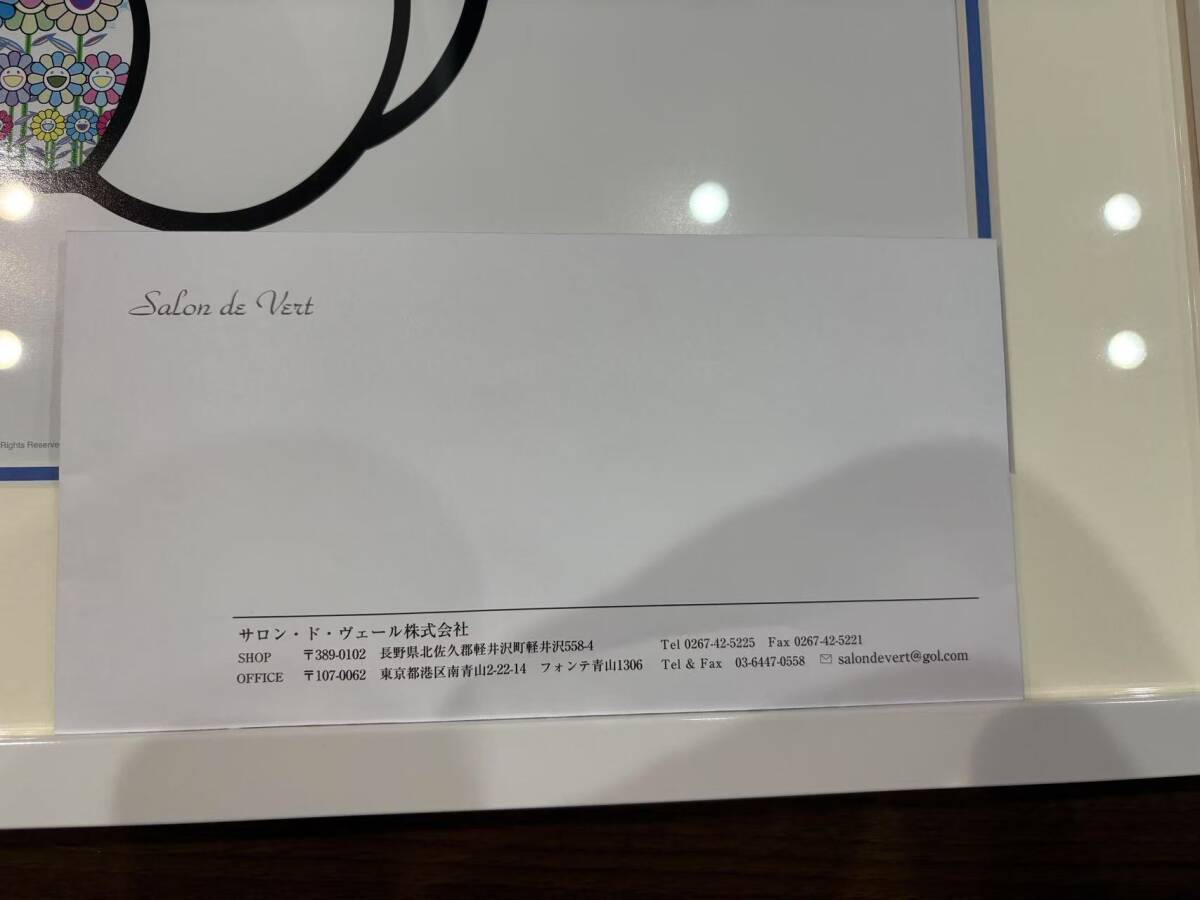 Rights Reserve
Salon de Vert
サロン・ド・ヴェール株式会社
SHOP 〒389-0102 長野県北佐久郡軽井沢町軽井沢558-4 Tel 0267-42-5225 Fax 0267-42-5221
OFFICE 〒107-0062 東京都港区南青山2-22-14 フォンテ青山1306 Tel & Fax 03-6447-0558 salondevert@gol.com